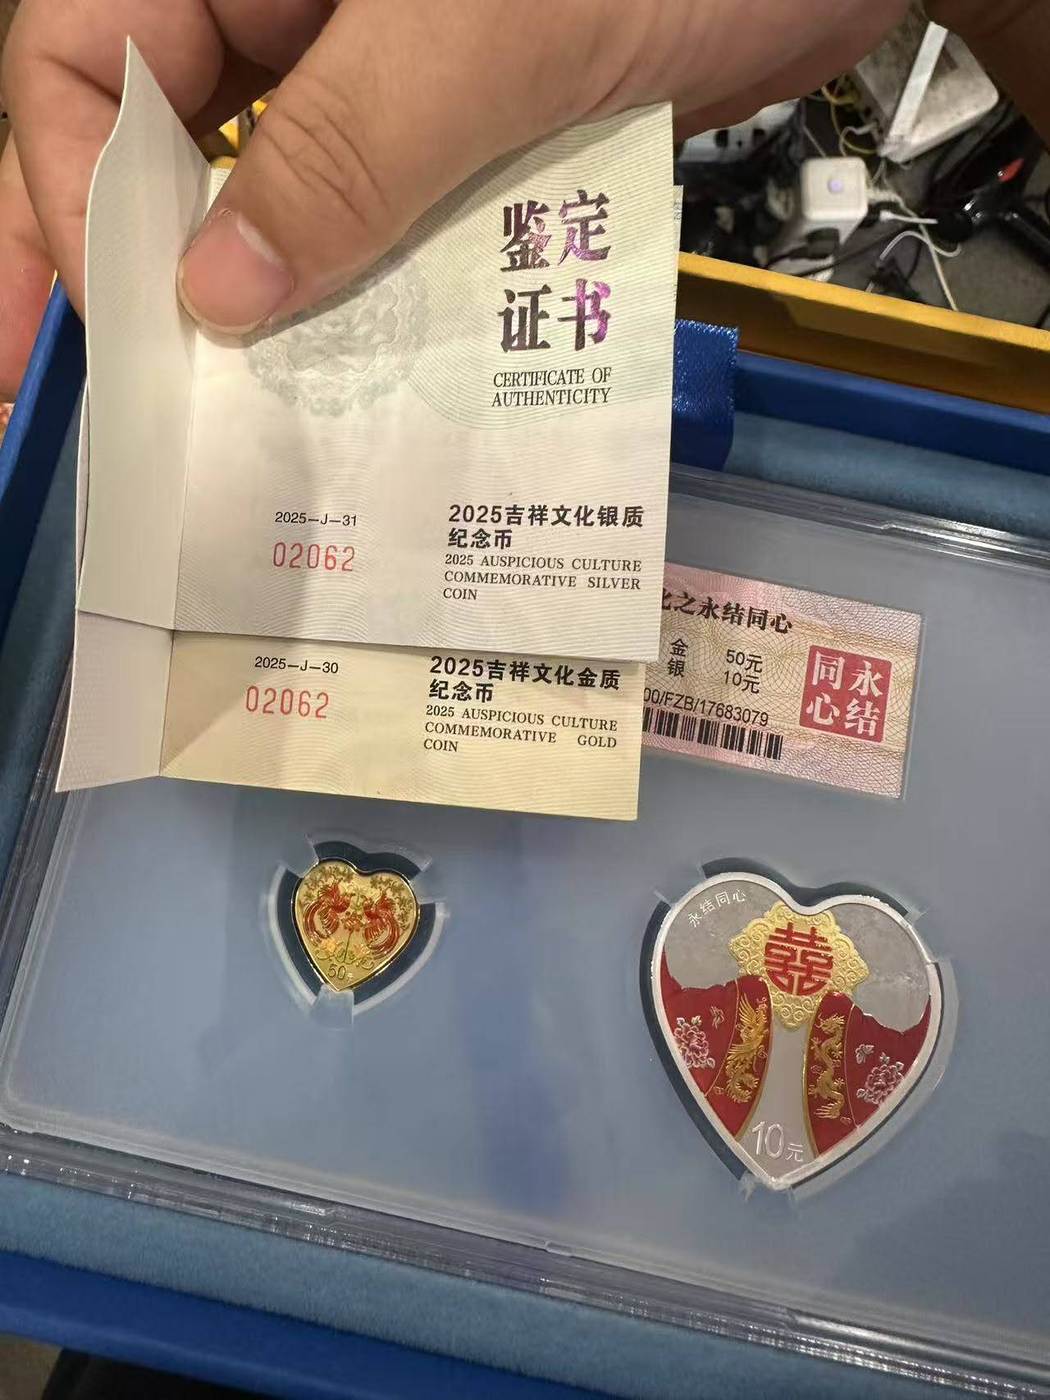 鉴定
证书
CERTIFICATE OF
AUTHENTICITY
2025-J-31
02062
2025吉祥文化银质
纪念币
2025 AUSPICIOUS CULTURE
COMMEMORATIVE SILVER
COIN
2025-J-30
02062
2025吉祥文化金质
纪念币
2025 AUSPICIOUS CULTURE
COMMEMORATIVE GOLD
COIN
之永结同心
金 50元
银 10元
00/FZB/17683079
永结
同心
50元
永结同心
囍
10元